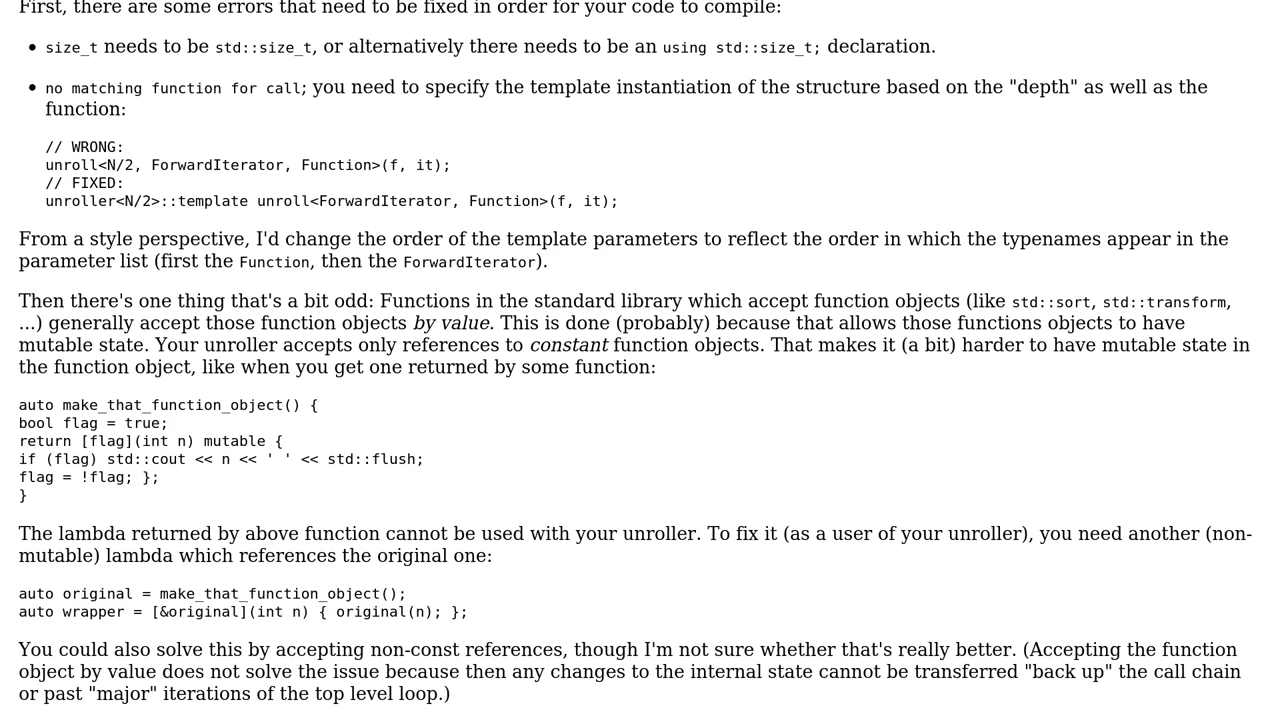 First, there are some errors that need to be fixed in order for your code to compile:
• size_t needs to be std::size_t, or alternatively there needs to be an using std::size_t; declaration.
• no matching function for call; you need to specify the template instantiation of the structure based on the "depth" as well as the
function:
// WRONG:
unroll<N/2, ForwardIterator, Function>(f, it);
// FIXED:
unroller<N/2>::template unroll<ForwardIterator, Function>(f, it);
From a style perspective, I'd change the order of the template parameters to reflect the order in which the typenames appear in the
parameter list (first the Function, then the ForwardIterator).
Then there's one thing that's a bit odd: Functions in the standard library which accept function objects (like std::sort, std::transform,
...) generally accept those function objects by value. This is done (probably) because that allows those functions objects to have
mutable state. Your unroller accepts only references to constant function objects. That makes it (a bit) harder to have mutable state in
the function object, like when you get one returned by some function:
auto make_that_function_object() {
bool flag = true;
return [flag](int n) mutable {
if (flag) std::cout << n << ' ' << std::flush;
flag = !flag; };
}
The lambda returned by above function cannot be used with your unroller. To fix it (as a user of your unroller), you need another (non-
mutable) lambda which references the original one:
auto original = make_that_function_object();
auto wrapper = [&original](int n) { original(n); };
You could also solve this by accepting non-const references, though I'm not sure whether that's really better. (Accepting the function
object by value does not solve the issue because then any changes to the internal state cannot be transferred "back up" the call chain
or past "major" iterations of the top level loop.)